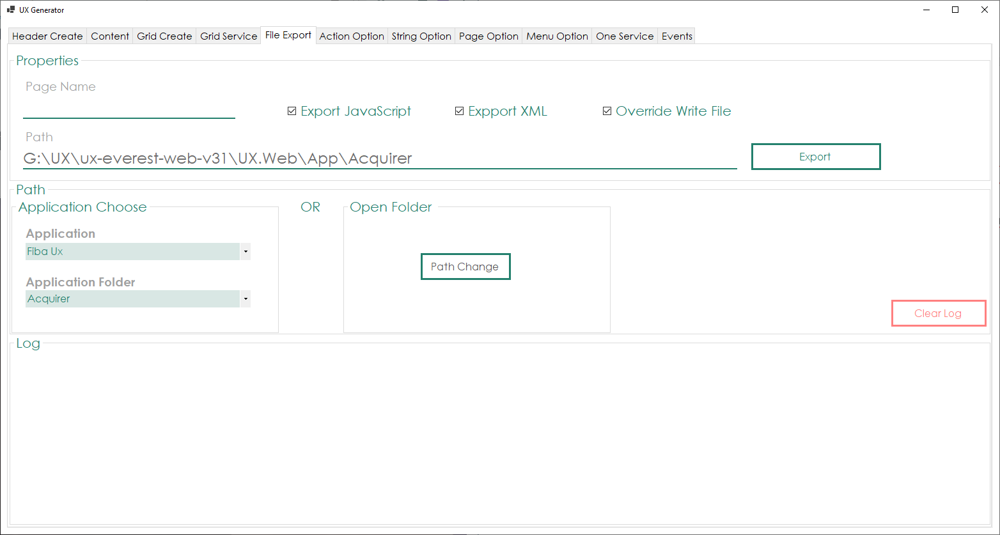 UX Generator
Header Create Content Grid Create Grid Service File Export Action Option String Option Page Option Menu Option One Service Events
Properties
Page Name
Export JavaScript Expport XML Override Write File
Path
G:\UX\ux-everest-web-v31\UX.Web\App\Acquirer
Export
Path
Application Choose OR Open Folder
Application
Fiba Ux
Path Change
Application Folder
Acquirer
Clear Log
Log